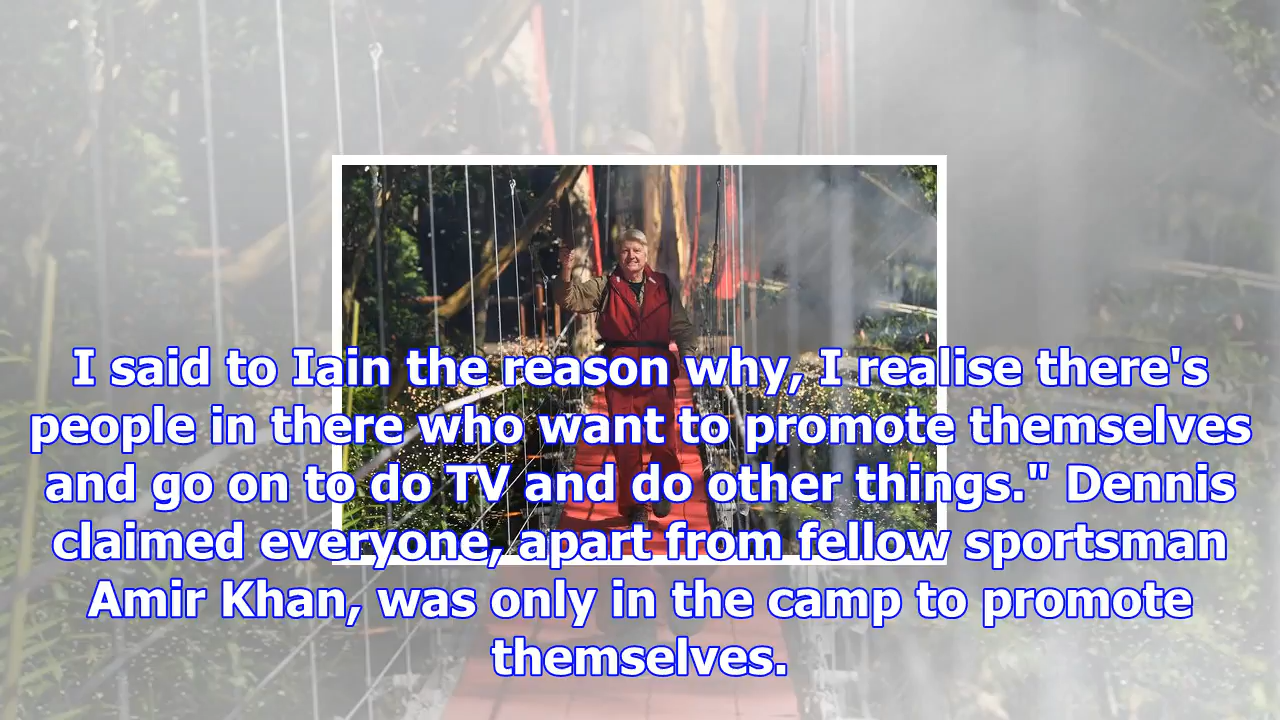 I said to Iain the reason why, I realise there's
people in there who want to promote themselves
and go on to do TV and do other things." Dennis
claimed everyone, apart from fellow sportsman
Amir Khan, was only in the camp to promote
themselves.